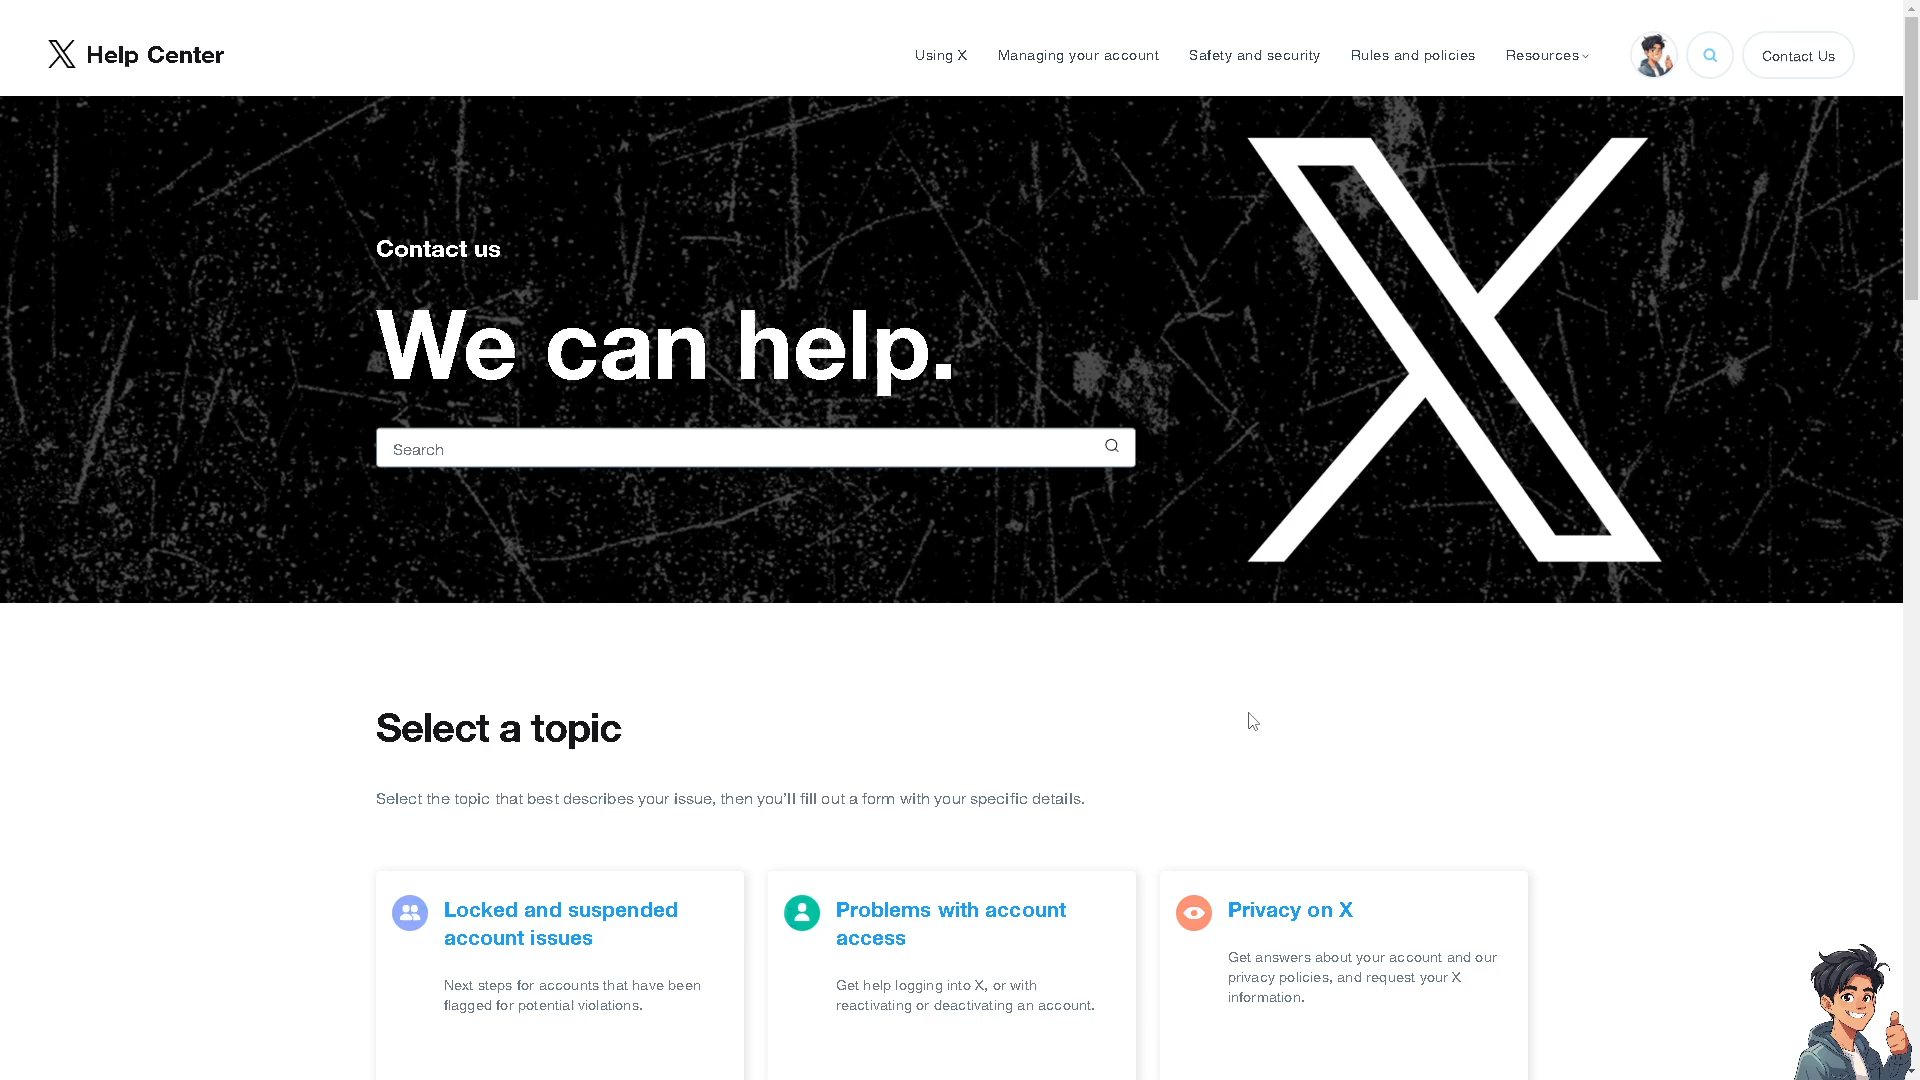 X Help Center
Using X
Managing your account
Safety and security
Rules and policies
Resources
Contact Us
Contact us
We can help.
Search
Select a topic
Select the topic that best describes your issue, then you’ll fill out a form with your specific details.
Locked and suspended
account issues
Next steps for accounts that have been
flagged for potential violations.
Problems with account
access
Get help logging into X, or with
reactivating or deactivating an account.
Privacy on X
Get answers about your account and our
privacy policies, and request your X
information.